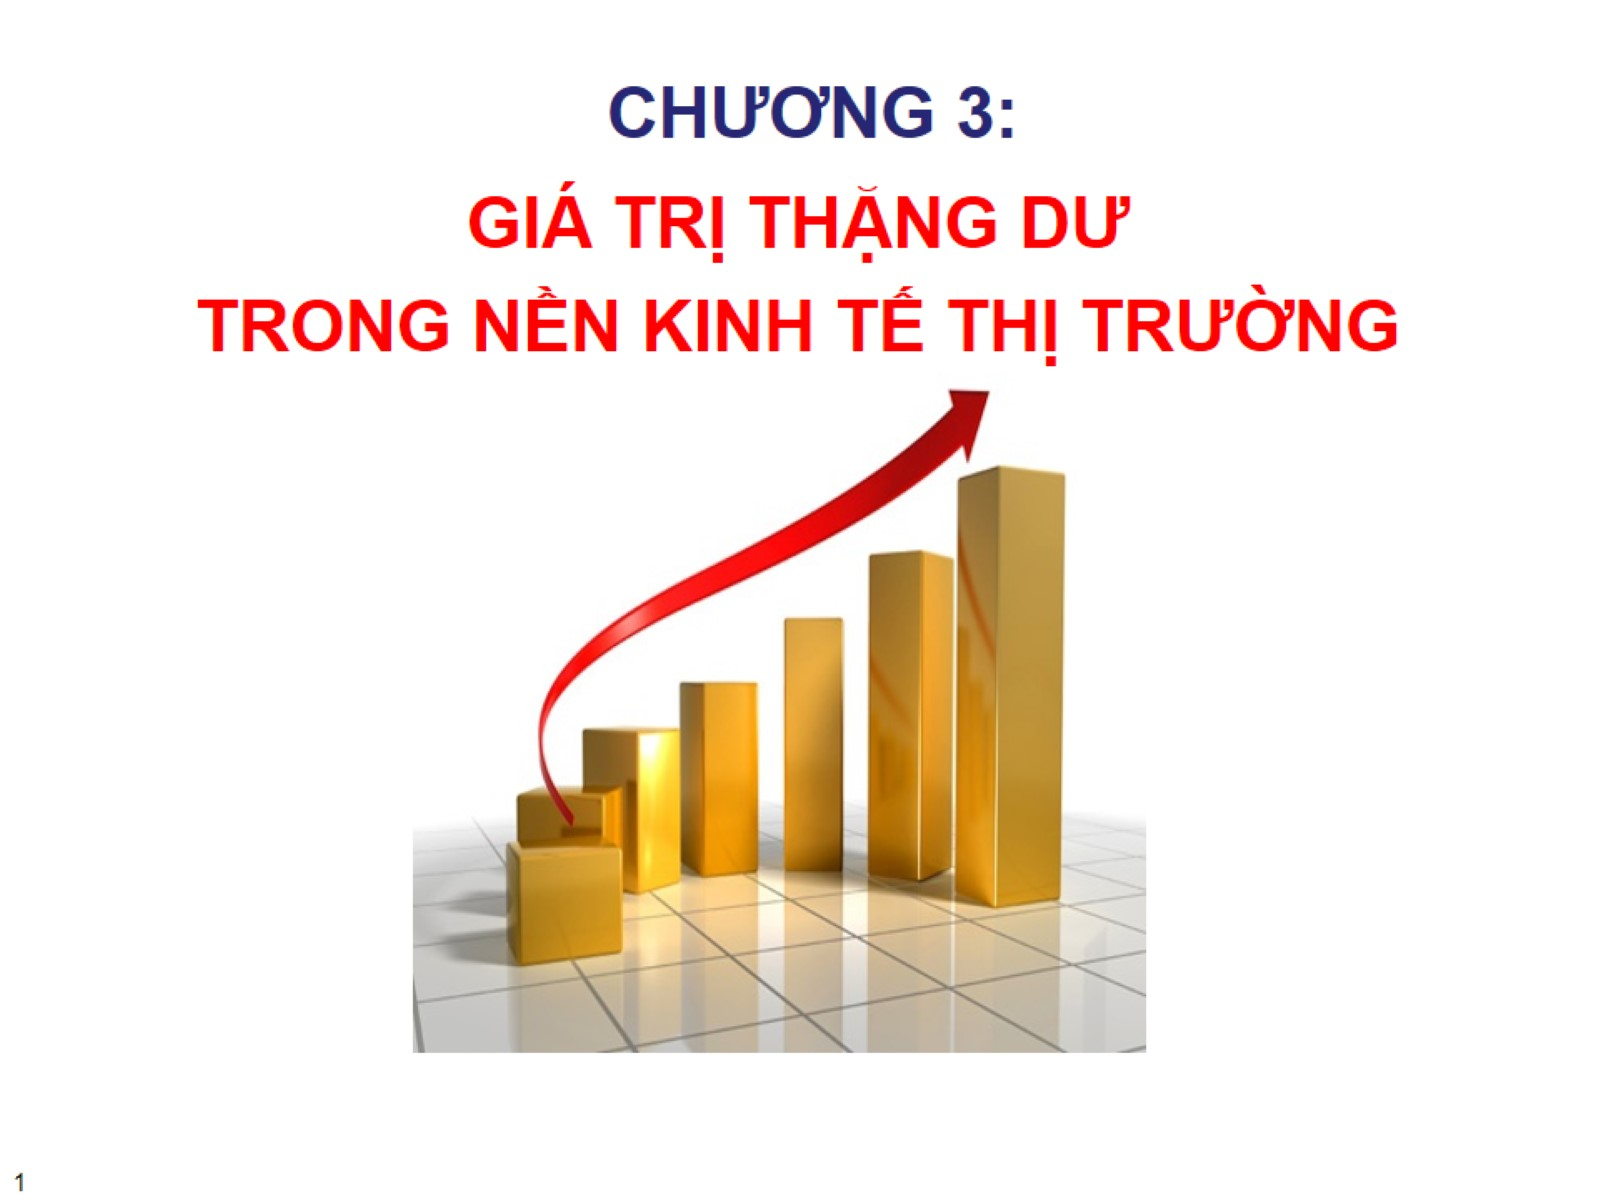 CHƯƠNG 3:
GIÁ TRỊ THẶNG DƯ
TRONG NỀN KINH TẾ THỊ TRƯỜNG
1